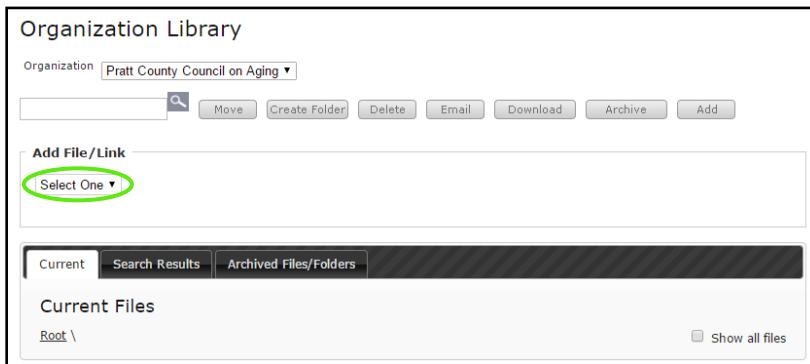 Organization Library
Organization Pratt County Council on Aging
Move Create Folder Delete Email Download Archive Add
Add File/Link
Select One
Current Search Results Archived Files/Folders
Current Files
Root \ Show all files